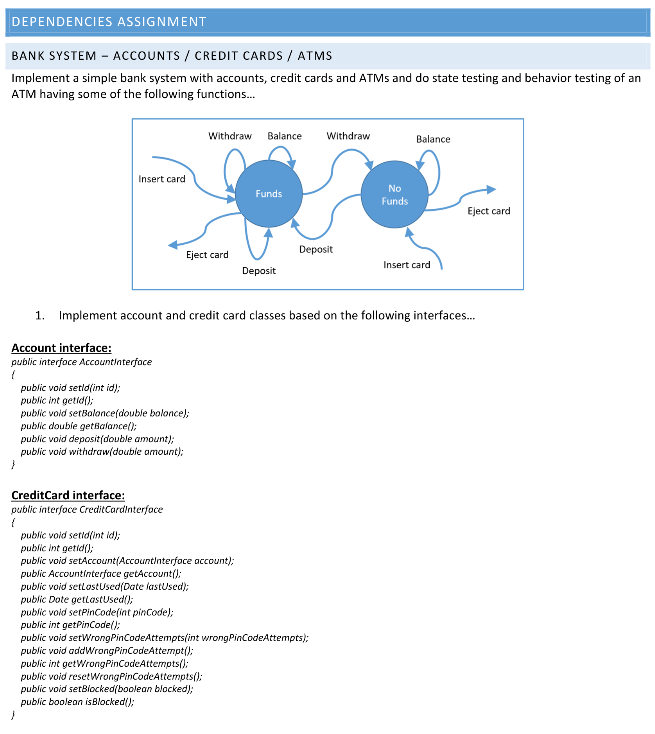 DEPENDENCIES ASSIGNMENT
BANK SYSTEM – ACCOUNTS / CREDIT CARDS / ATMS
Implement a simple bank system with accounts, credit cards and ATMs and do state testing and behavior testing of an
ATM having some of the following functions...
Withdraw
Balance
Withdraw
Balance
Insert card
Funds
No
Funds
Eject card
Eject card
Deposit
Deposit
Insert card
1. Implement account and credit card classes based on the following interfaces...
Account interface:
public interface AccountInterface
{
public void setId(int id);
public int getId();
public void setBalance(double balance);
public double getBalance();
public void deposit(double amount);
public void withdraw(double amount);
}
CreditCard interface:
public interface CreditCardInterface
{
public void setId(int id);
public int getId();
public void setAccount(AccountInterface account);
public AccountInterface getAccount();
public void setLastUsed(Date lastUsed);
public Date getLastUsed();
public void setPinCode(int pinCode);
public int getPinCode();
public void setWrongPinCodeAttempts(int wrongPinCodeAttempts);
public void addWrongPinCodeAttempt();
public int getWrongPinCodeAttempts();
public void resetWrongPinCodeAttempts();
public void setBlocked(boolean blocked);
public boolean isBlocked();
}